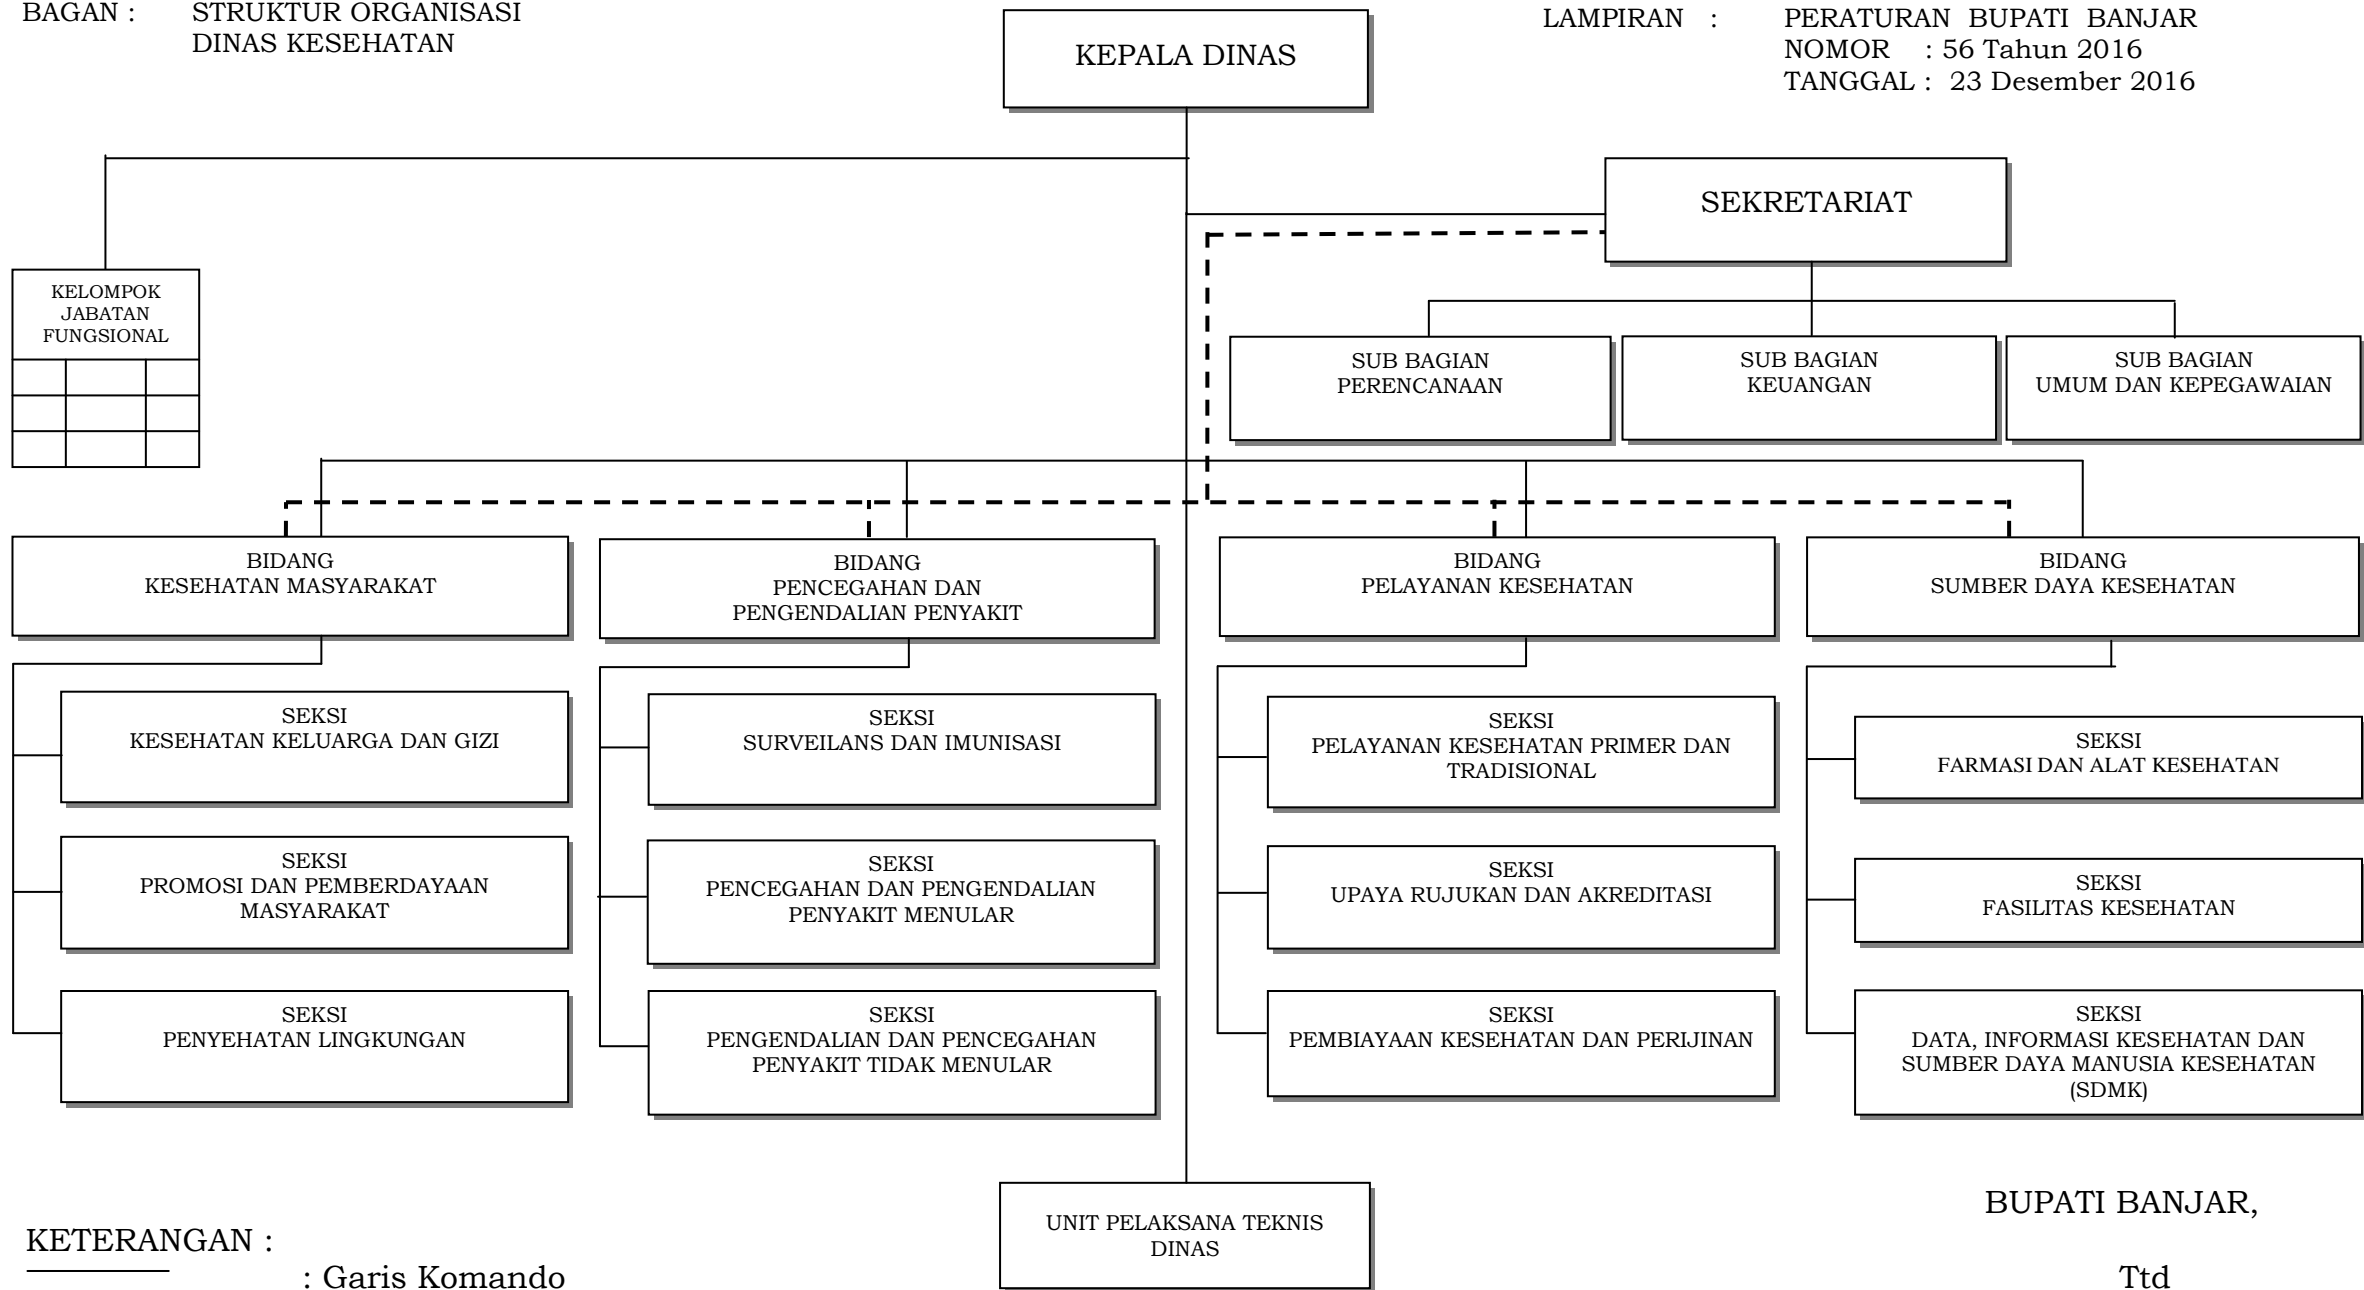 BAGAN : STRUKTUR ORGANISASI
DINAS KESEHATAN
LAMPIRAN : PERATURAN BUPATI BANJAR
NOMOR : 56 Tahun 2016
TANGGAL : 23 Desember 2016
KEPALA DINAS
SEKRETARIAT
KELOMPOK
JABATAN
FUNGSIONAL
SUB BAGIAN
PERENCANAAN
SUB BAGIAN
KEUANGAN
SUB BAGIAN
UMUM DAN KEPEGAWAIAN
BIDANG
KESEHATAN MASYARAKAT
BIDANG
PENCEGAHAN DAN
PENGENDALIAN PENYAKIT
BIDANG
PELAYANAN KESEHATAN
BIDANG
SUMBER DAYA KESEHATAN
SEKSI
KESEHATAN KELUARGA DAN GIZI
SEKSI
PROMOSI DAN PEMBERDAYAAN
MASYARAKAT
SEKSI
PENYEHATAN LINGKUNGAN
SEKSI
SURVEILANS DAN IMUNISASI
SEKSI
PENCEGAHAN DAN PENGENDALIAN
PENYAKIT MENULAR
SEKSI
PENGENDALIAN DAN PENCEGAHAN
PENYAKIT TIDAK MENULAR
SEKSI
PELAYANAN KESEHATAN PRIMER DAN
TRADISIONAL
SEKSI
UPAYA RUJUKAN DAN AKREDITASI
SEKSI
PEMBIAYAAN KESEHATAN DAN PERIJINAN
SEKSI
FARMASI DAN ALAT KESEHATAN
SEKSI
FASILITAS KESEHATAN
SEKSI
DATA, INFORMASI KESEHATAN DAN
SUMBER DAYA MANUSIA KESEHATAN
(SDMK)
UNIT PELAKSANA TEKNIS
DINAS
KETERANGAN :
: Garis Komando
BUPATI BANJAR,
Ttd